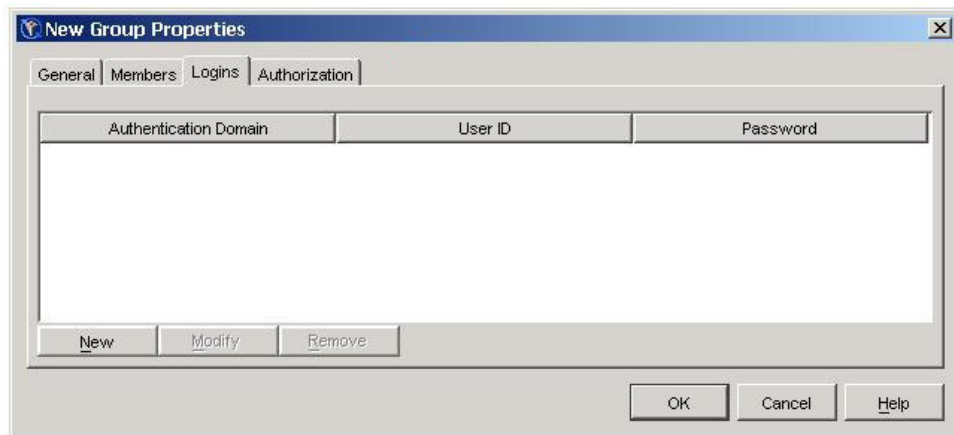 New Group Properties
General Members Logins Authorization
Authentication Domain User ID Password
New Modify Remove
OK Cancel Help